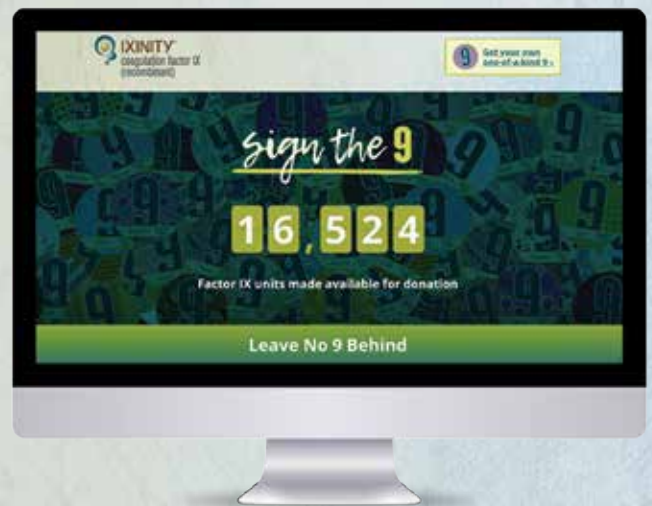 IXINITY
coagulation factor IX
(recombinant)
9 Get your own
one-of-a-kind 9
sign the 9
16,524
Factor IX units made available for donation
Leave No 9 Behind